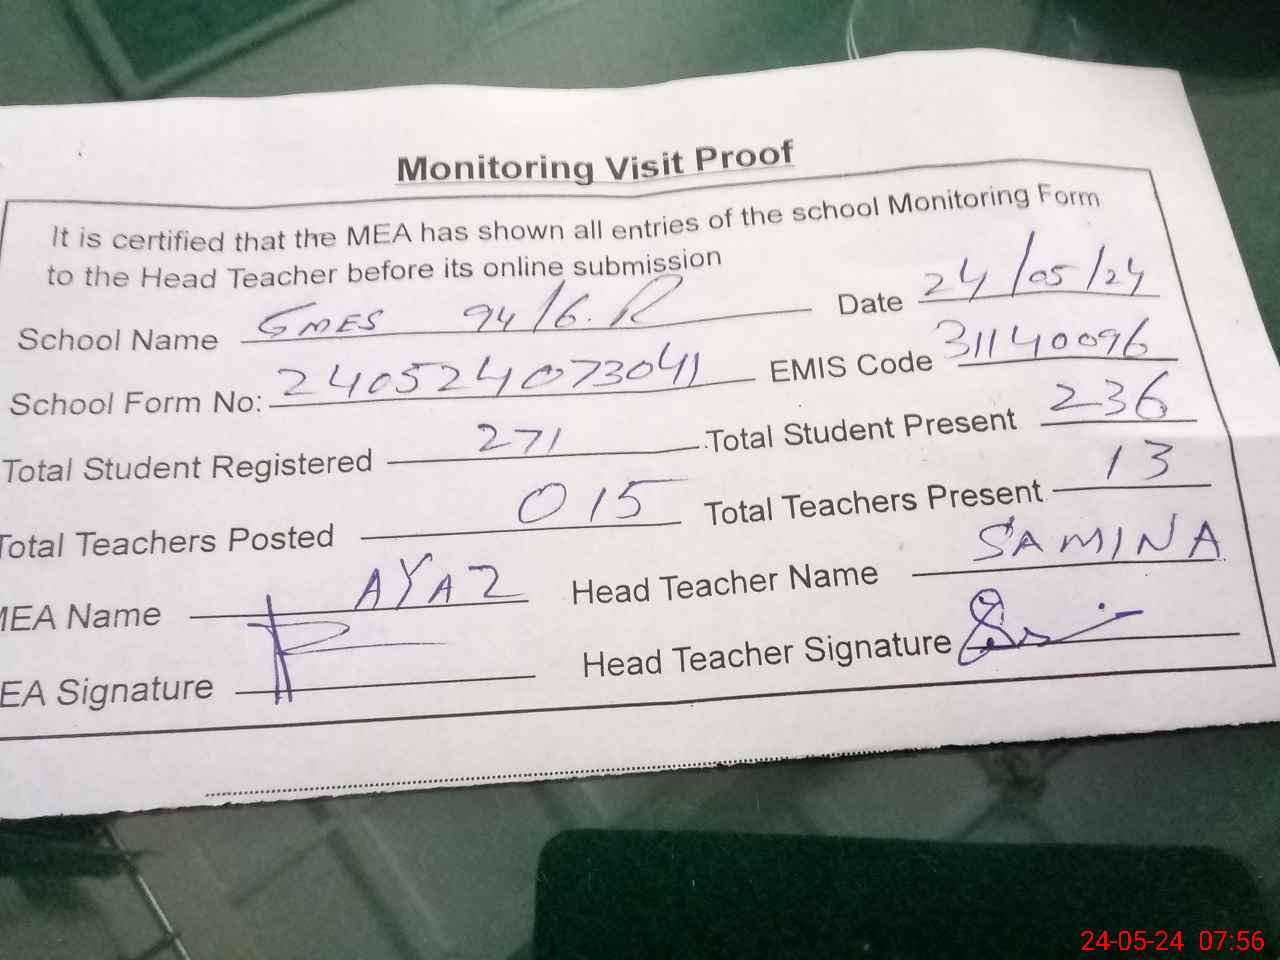 Monitoring Visit Proof
It is certified that the MEA has shown all entries of the school Monitoring Form
to the Head Teacher before its online submission
School Name GMES 94/6.R Date 24/05/24
School Form No: 240524073041 EMIS Code 31140096
Total Student Registered 271 Total Student Present 236
Total Teachers Posted 015 Total Teachers Present 13
MEA Name AYAZ Head Teacher Name SAMINA
EA Signature Head Teacher Signature
24-05-24 07:56